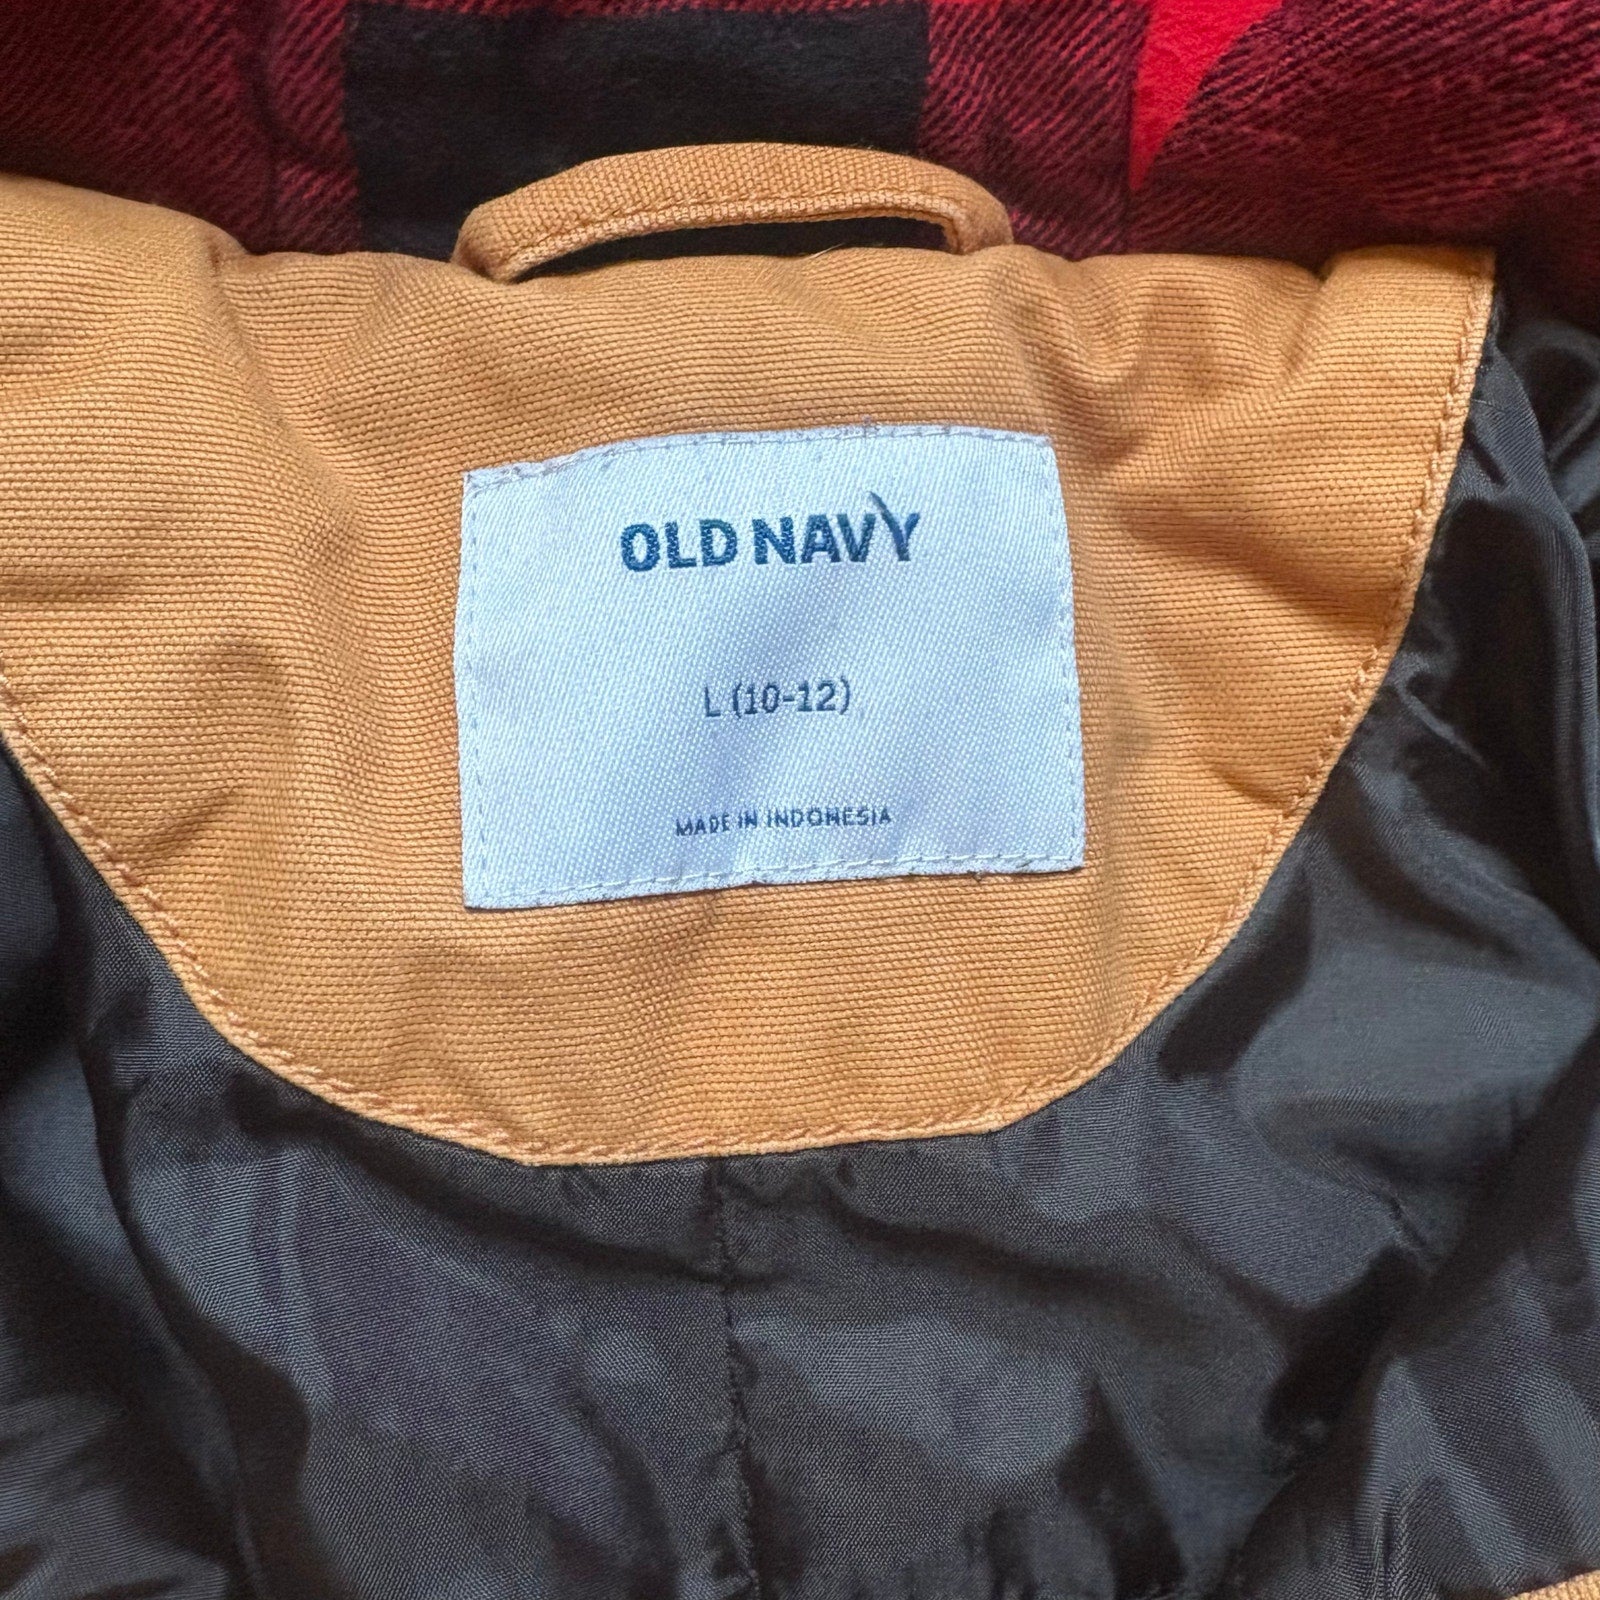 OLD NAVY
L (10-12)
MADE IN INDONESIA